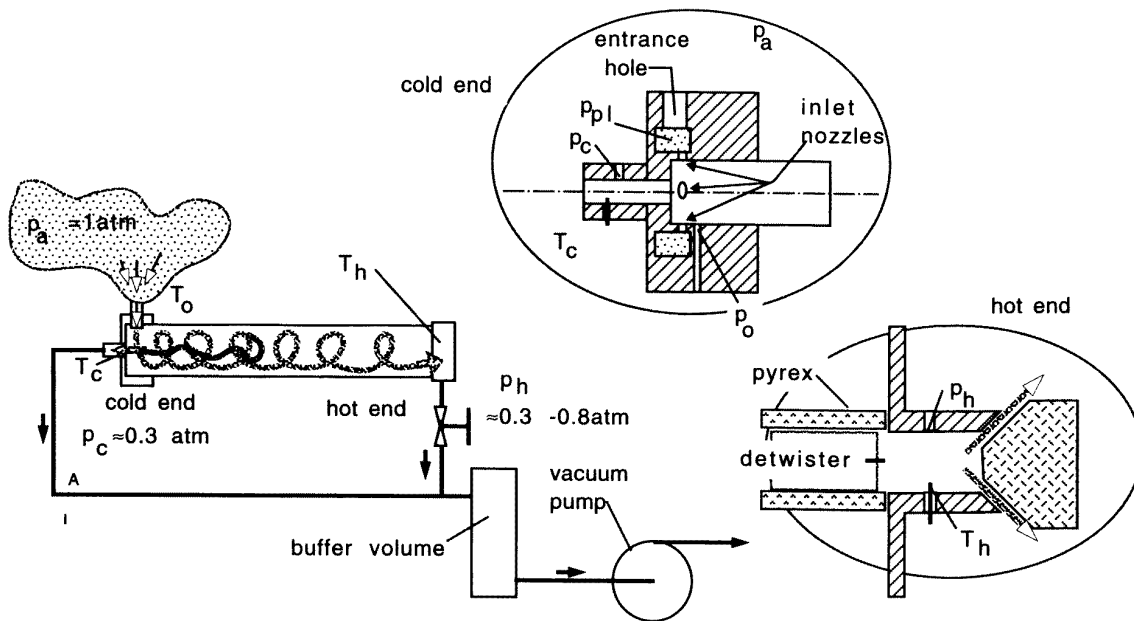 entrance
hole
p_a
cold end
p_pl
inlet
nozzles
p_c
T_c
p_o
p_a =1atm
T_o
T_h
T_c
cold end
hot end
p_c ≈0.3 atm
p_h
≈0.3 -0.8atm
A
I
buffer volume
vacuum
pump
hot end
pyrex
p_h
detwister
T_h